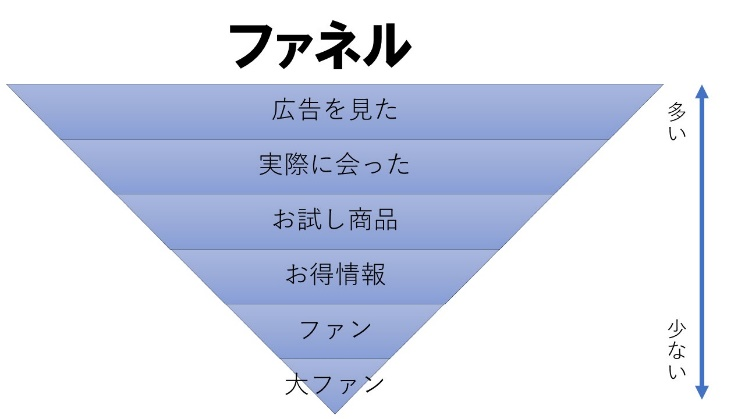 ファネル
広告を見た
実際に会った
お試し商品
お得情報
ファン
大ファン
多い
少ない